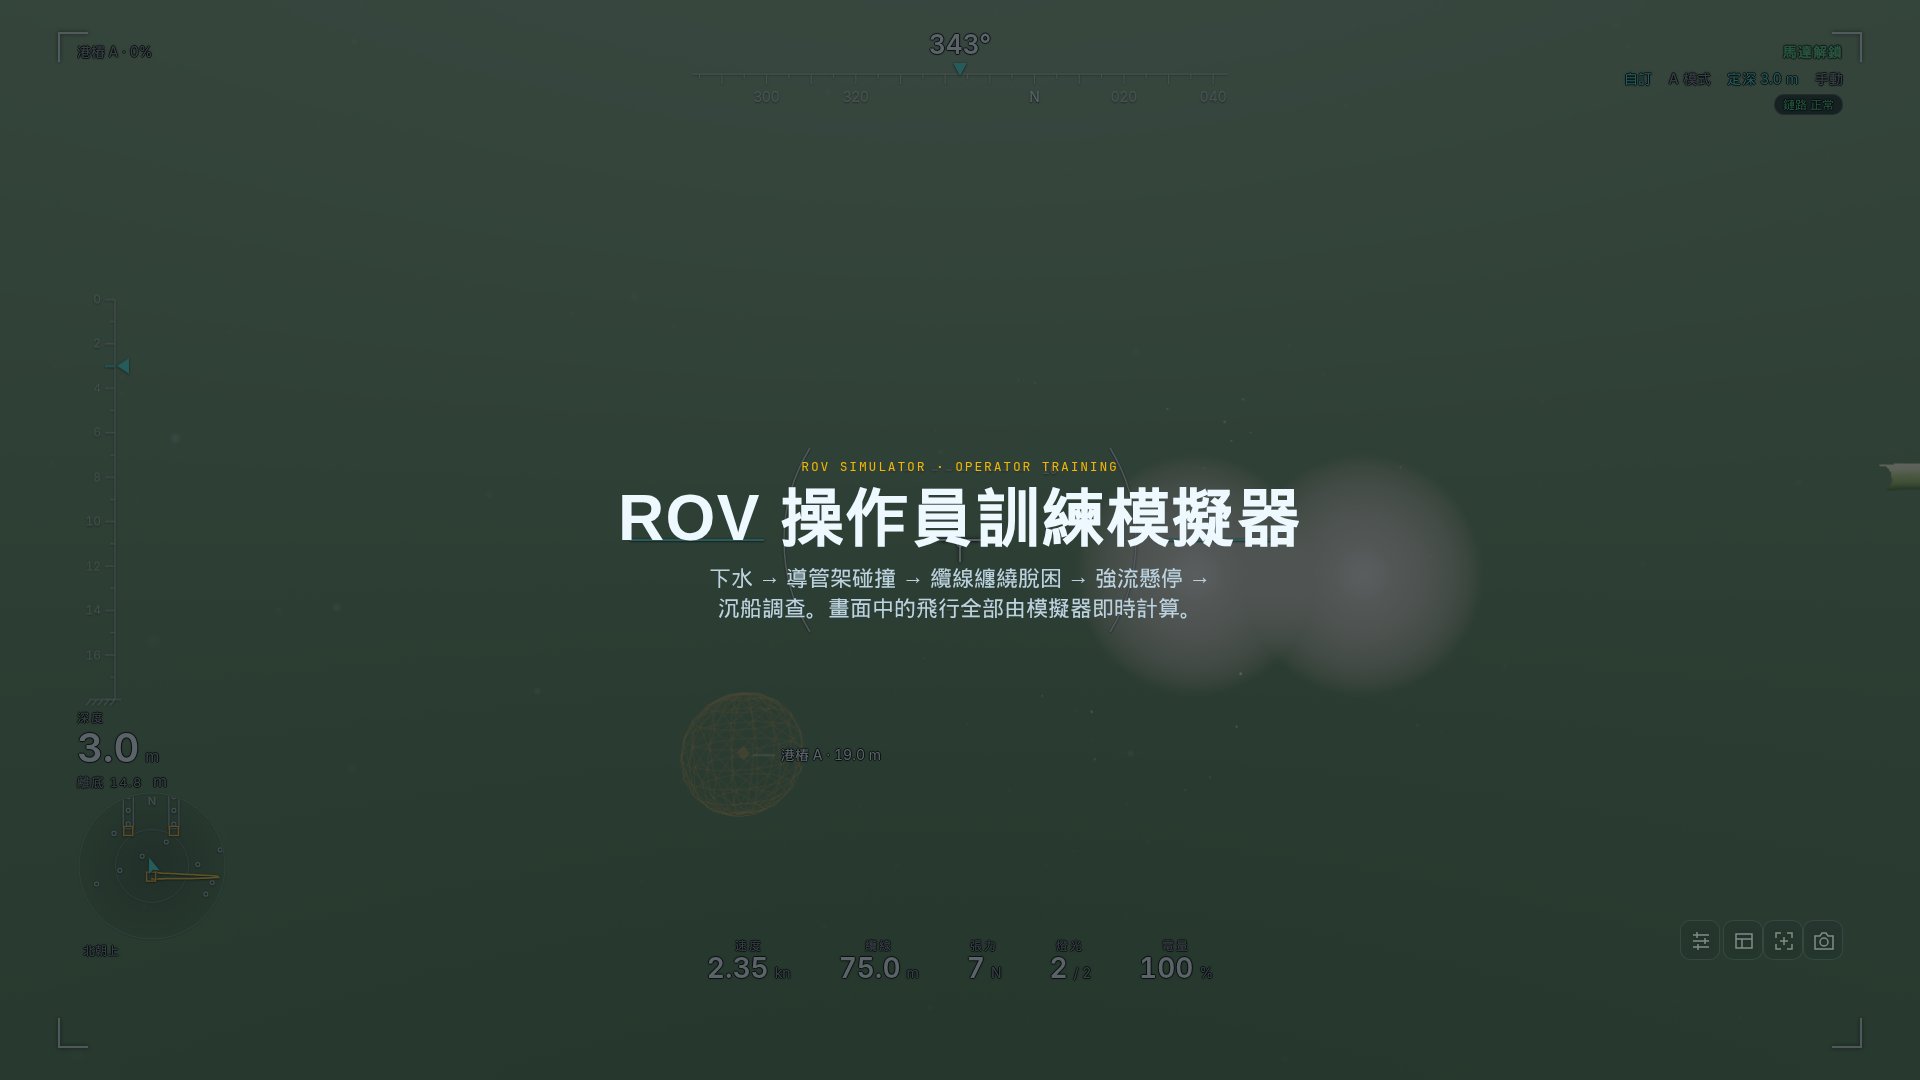 港樁 A · 0%
343°
300 320 N 020 040
馬達解鎖
自訂 A 模式 定深 3.0 m 手動
鏈路 正常
0
2
4
6
8
10
12
14
16
ROV SIMULATOR · OPERATOR TRAINING
ROV 操作員訓練模擬器
下水 → 導管架碰撞 → 纜線纏繞脫困 → 強流懸停 →
沉船調查。畫面中的飛行全部由模擬器即時計算。
港樁 A · 19.0 m
深度
3.0 m
離底 14.8 m
N
北朝上
速度 纜線 張力 燈光 電量
2.35 kn 75.0 m 7 N 2 / 2 100 %